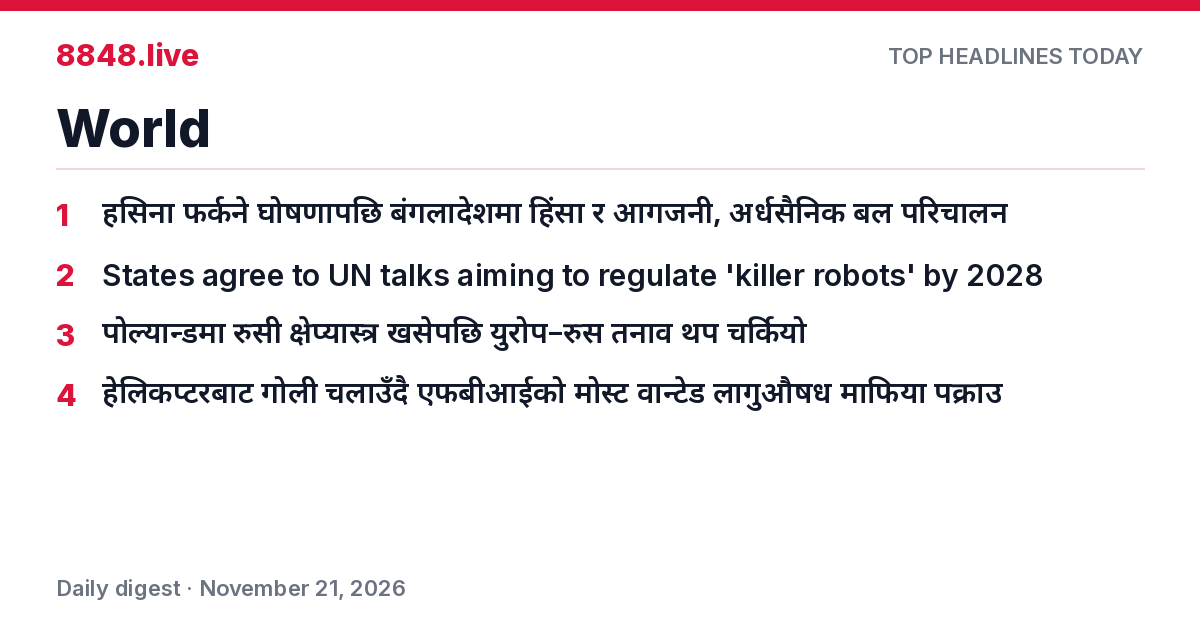 8848.live
TOP HEADLINES TODAY
World
1 हसिना फर्कने घोषणापछि बंगलादेशमा हिंसा र आगजनी, अर्धसैनिक बल परिचालन
2 States agree to UN talks aiming to regulate 'killer robots' by 2028
3 पोल्यान्डमा रुसी क्षेप्यास्त्र खसेपछि युरोप–रुस तनाव थप चर्कियो
4 हेलिकप्टरबाट गोली चलाउँदै एफबीआईको मोस्ट वान्टेड लागुऔषध माफिया पक्राउ
Daily digest · November 21, 2026